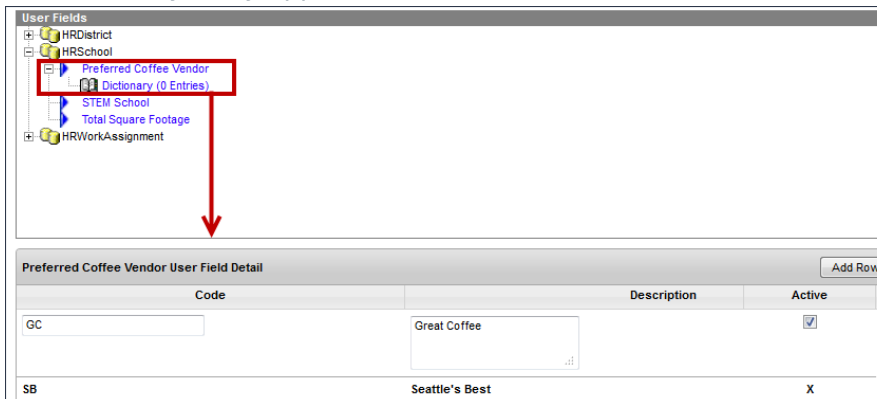 User Fields
HRDistrict
HRSchool
Preferred Coffee Vendor
Dictionary (0 Entries)
STEM School
Total Square Footage
HRWorkAssignment
Preferred Coffee Vendor User Field Detail Add Row
Code Description Active
GC Great Coffee
SB Seattle's Best X